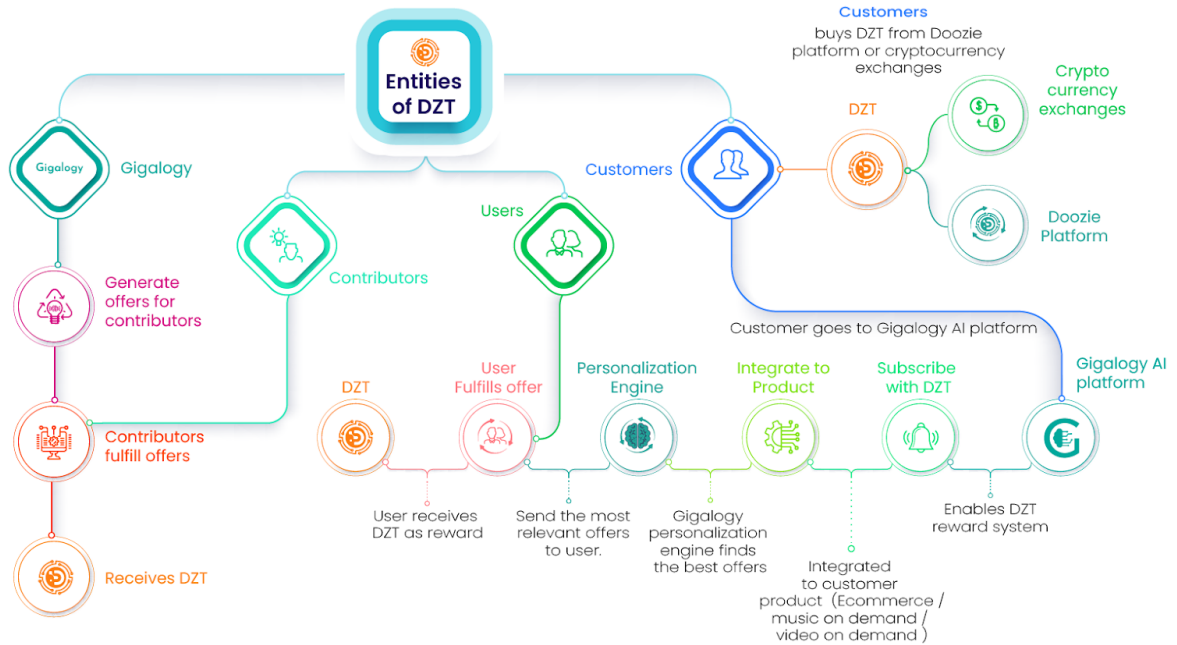 Entities
of DZT
Gigalogy
Gigalogy
Generate
offers for
contributors
Contributors
fulfill offers
Receives DZT
Contributors
Users
Customers
Customers
buys DZT from Doozie
platform or cryptocurrency
exchanges
DZT
Crypto
currency
exchanges
Doozie
Platform
Customer goes to Gigalogy AI platform
Gigalogy AI
platform
Subscribe
with DZT
Integrate to
Product
Personalization
Engine
User
Fulfills offer
DZT
User receives
DZT as reward
Send the most
relevant offers
to user.
Gigalogy
personalization
engine finds
the best offers
Integrated
to customer
product (Ecommerce /
music on demand /
video on demand )
Enables DZT
reward system